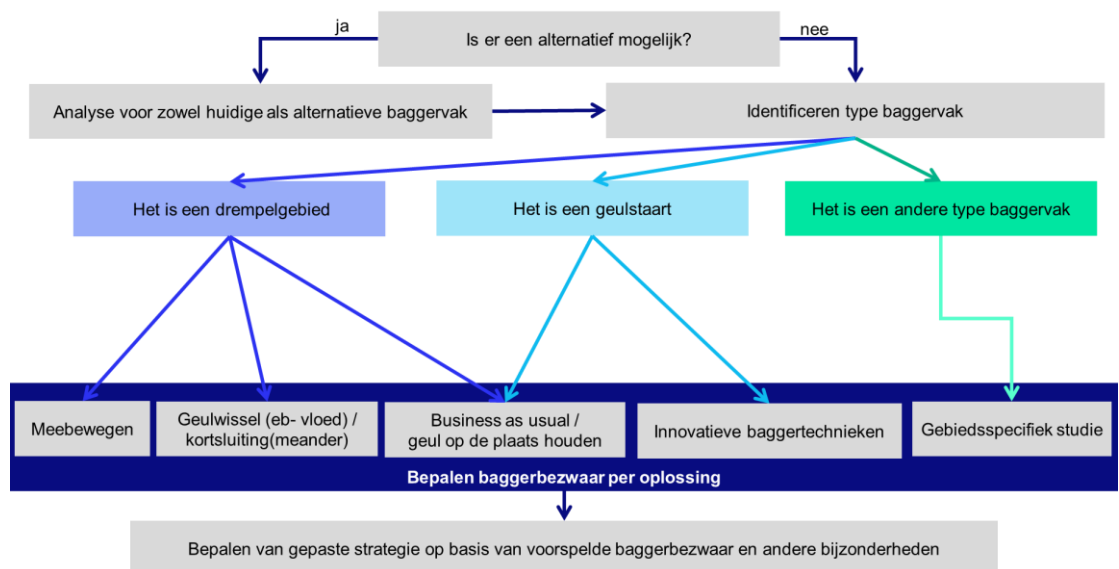 ja
Is er een alternatief mogelijk?
nee
Analyse voor zowel huidige als alternatieve baggervak
Identificeren type baggervak
Het is een drempelgebied
Het is een geulstaart
Het is een andere type baggervak
Meebewegen
Geulwissel (eb- vloed) /
kortsluiting(meander)
Business as usual /
geul op de plaats houden
Innovatieve baggertechnieken
Gebiedsspecifiek studie
Bepalen baggerbezwaar per oplossing
Bepalen van gepaste strategie op basis van voorspelde baggerbezwaar en andere bijzonderheden